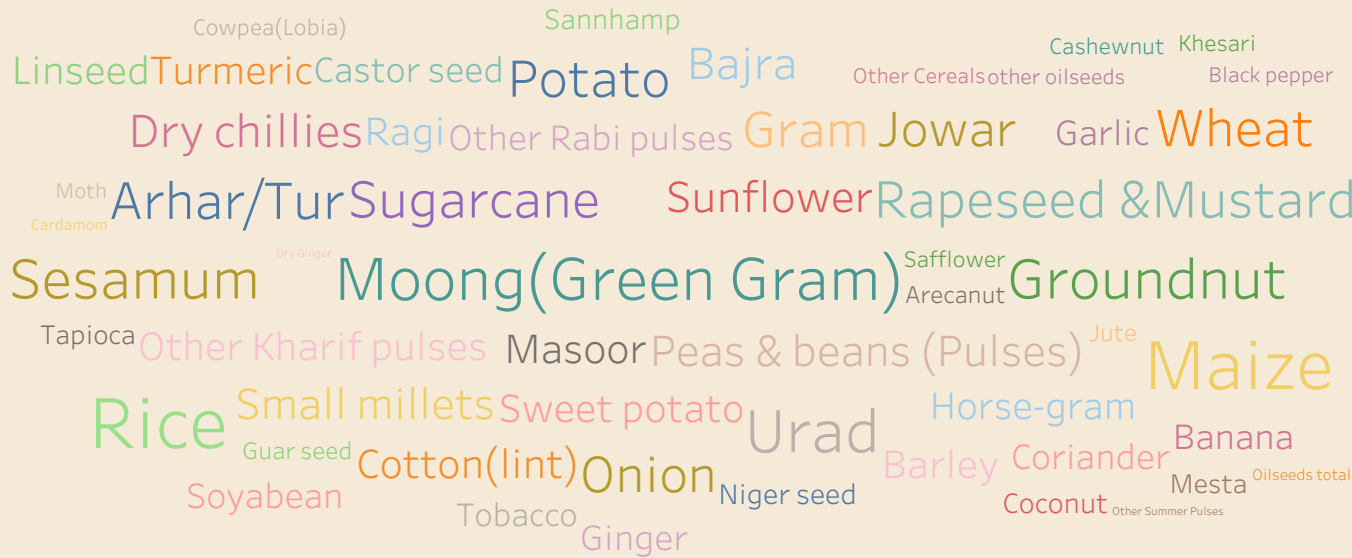 Cowpea(Lobia)
Sannhamp
Cashewnut
Khesari
Linseed
Turmeric
Castor seed
Potato
Bajra
Other Cereals
other oilseeds
Black pepper
Dry chillies
Ragi
Other Rabi pulses
Gram
Jowar
Garlic
Wheat
Moth
Cardamom
Arhar/Tur
Sugarcane
Sunflower
Rapeseed &Mustard
Sesamum
Dry Ginger
Moong(Green Gram)
Safflower
Arecanut
Groundnut
Tapioca
Other Kharif pulses
Masoor
Peas & beans (Pulses)
Jute
Maize
Rice
Small millets
Sweet potato
Urad
Horse-gram
Guar seed
Cotton(lint)
Onion
Barley
Coriander
Banana
Soyabean
Niger seed
Mesta
Oilseeds total
Tobacco
Coconut
Other Summer Pulses
Ginger